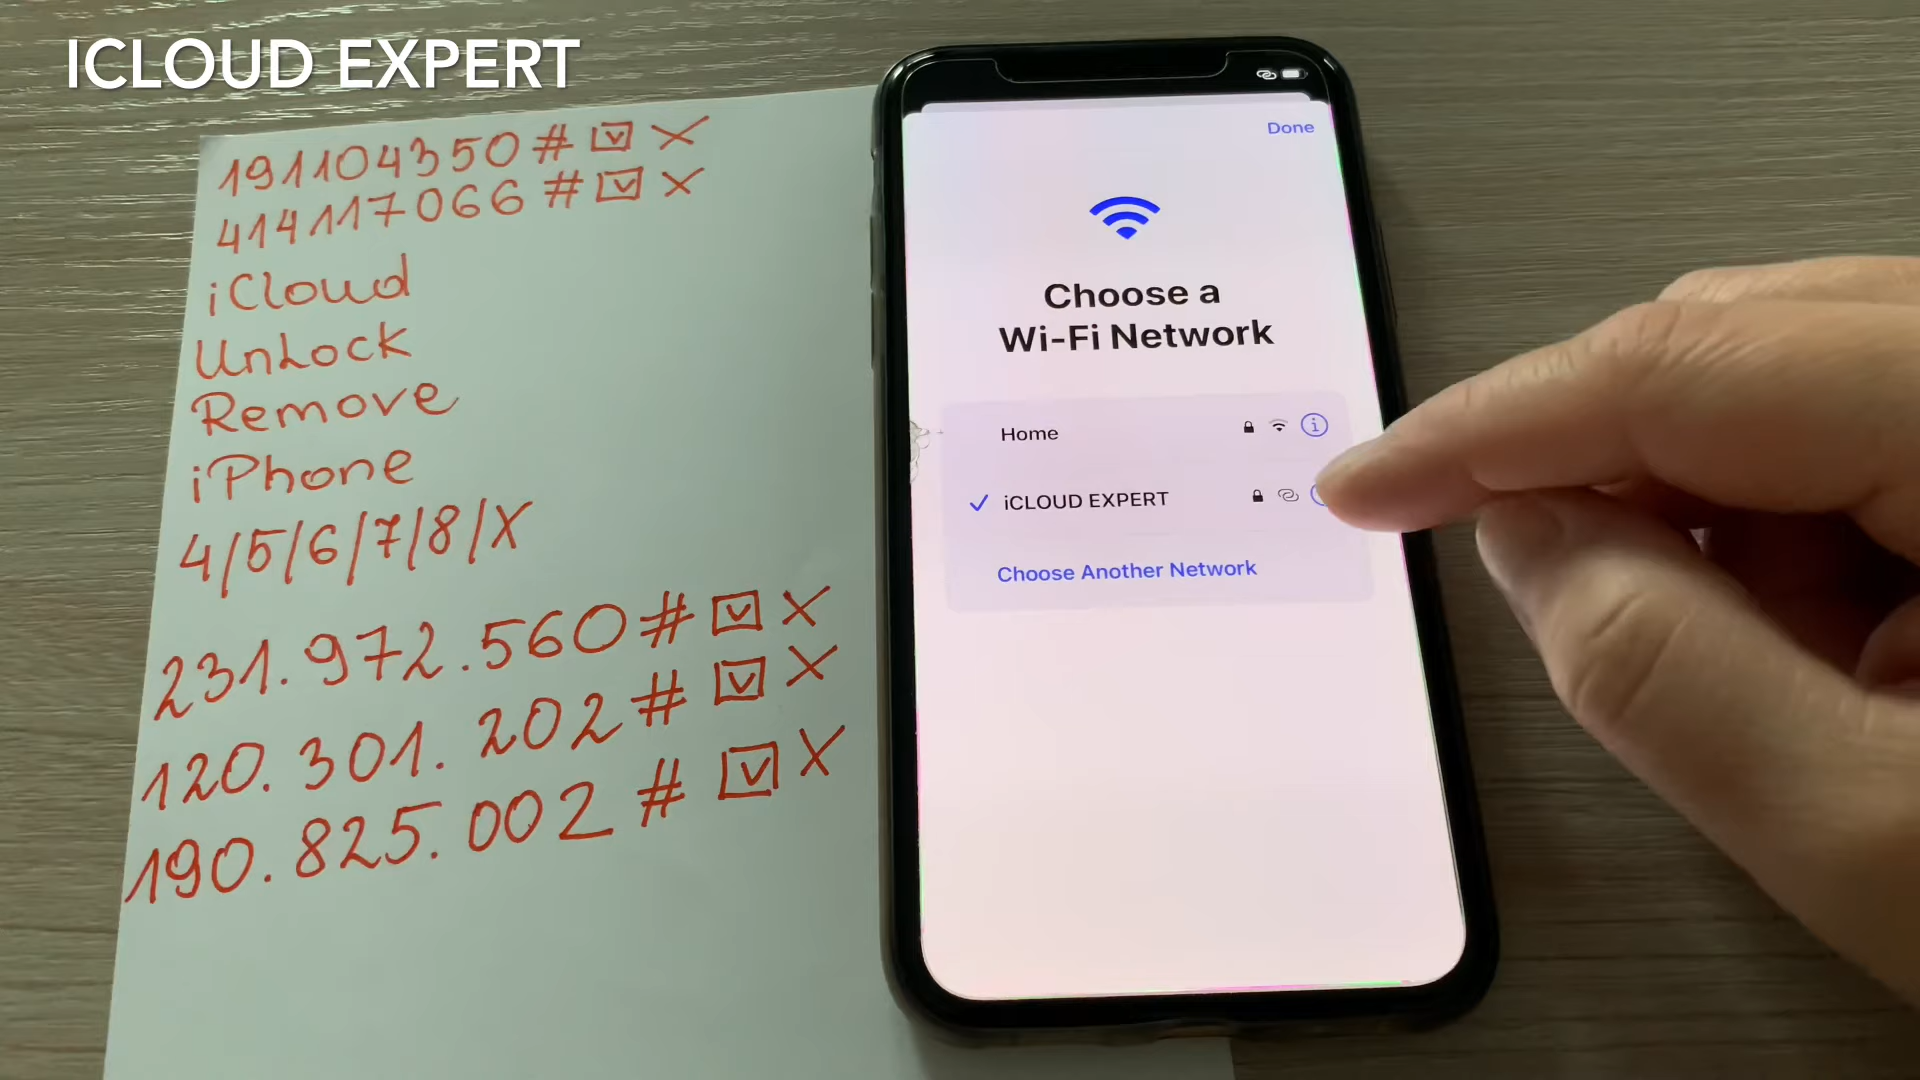 ICLOUD EXPERT
191104350# ☑ X
414117066# ☑ X
iCloud
UnLock
Remove
iPhone
4/5/6/7/8/X
231.972.560# ☑ X
120.301.202# ☑ X
190.825.002# ☑ X
Done
Choose a
Wi-Fi Network
Home
✓ iCLOUD EXPERT
Choose Another Network